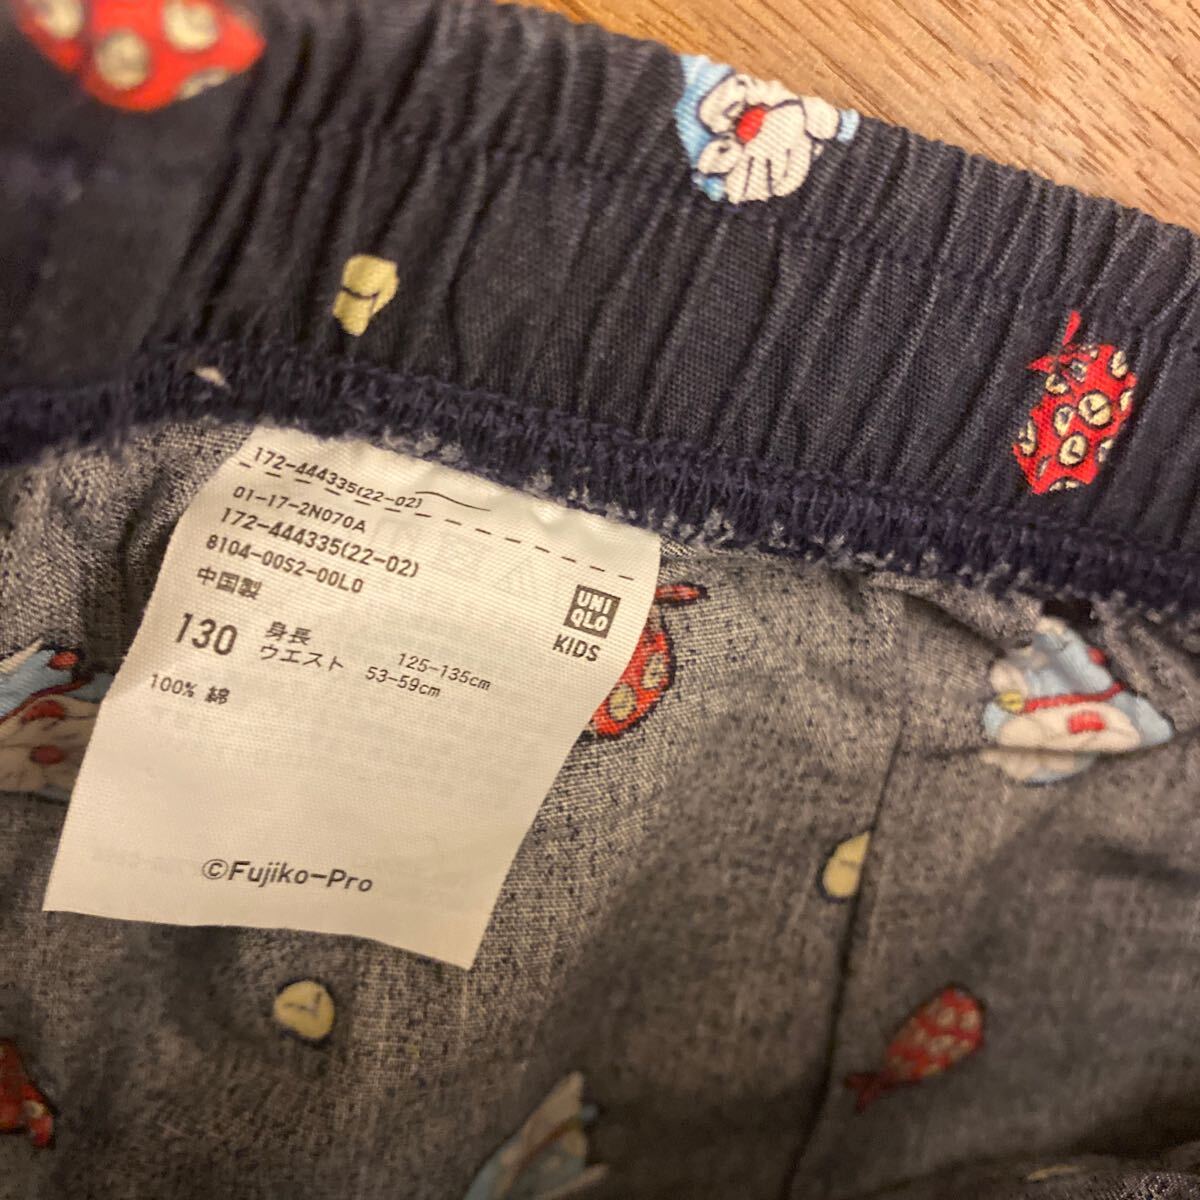 172-444335(22-02)
01-17-2N070A
172-444335(22-02)
8104-00S2-00L0
中国製
UNI
QLO
KIDS
130
身長 125-135cm
ウエスト 53-59cm
100% 綿
©Fujiko-Pro